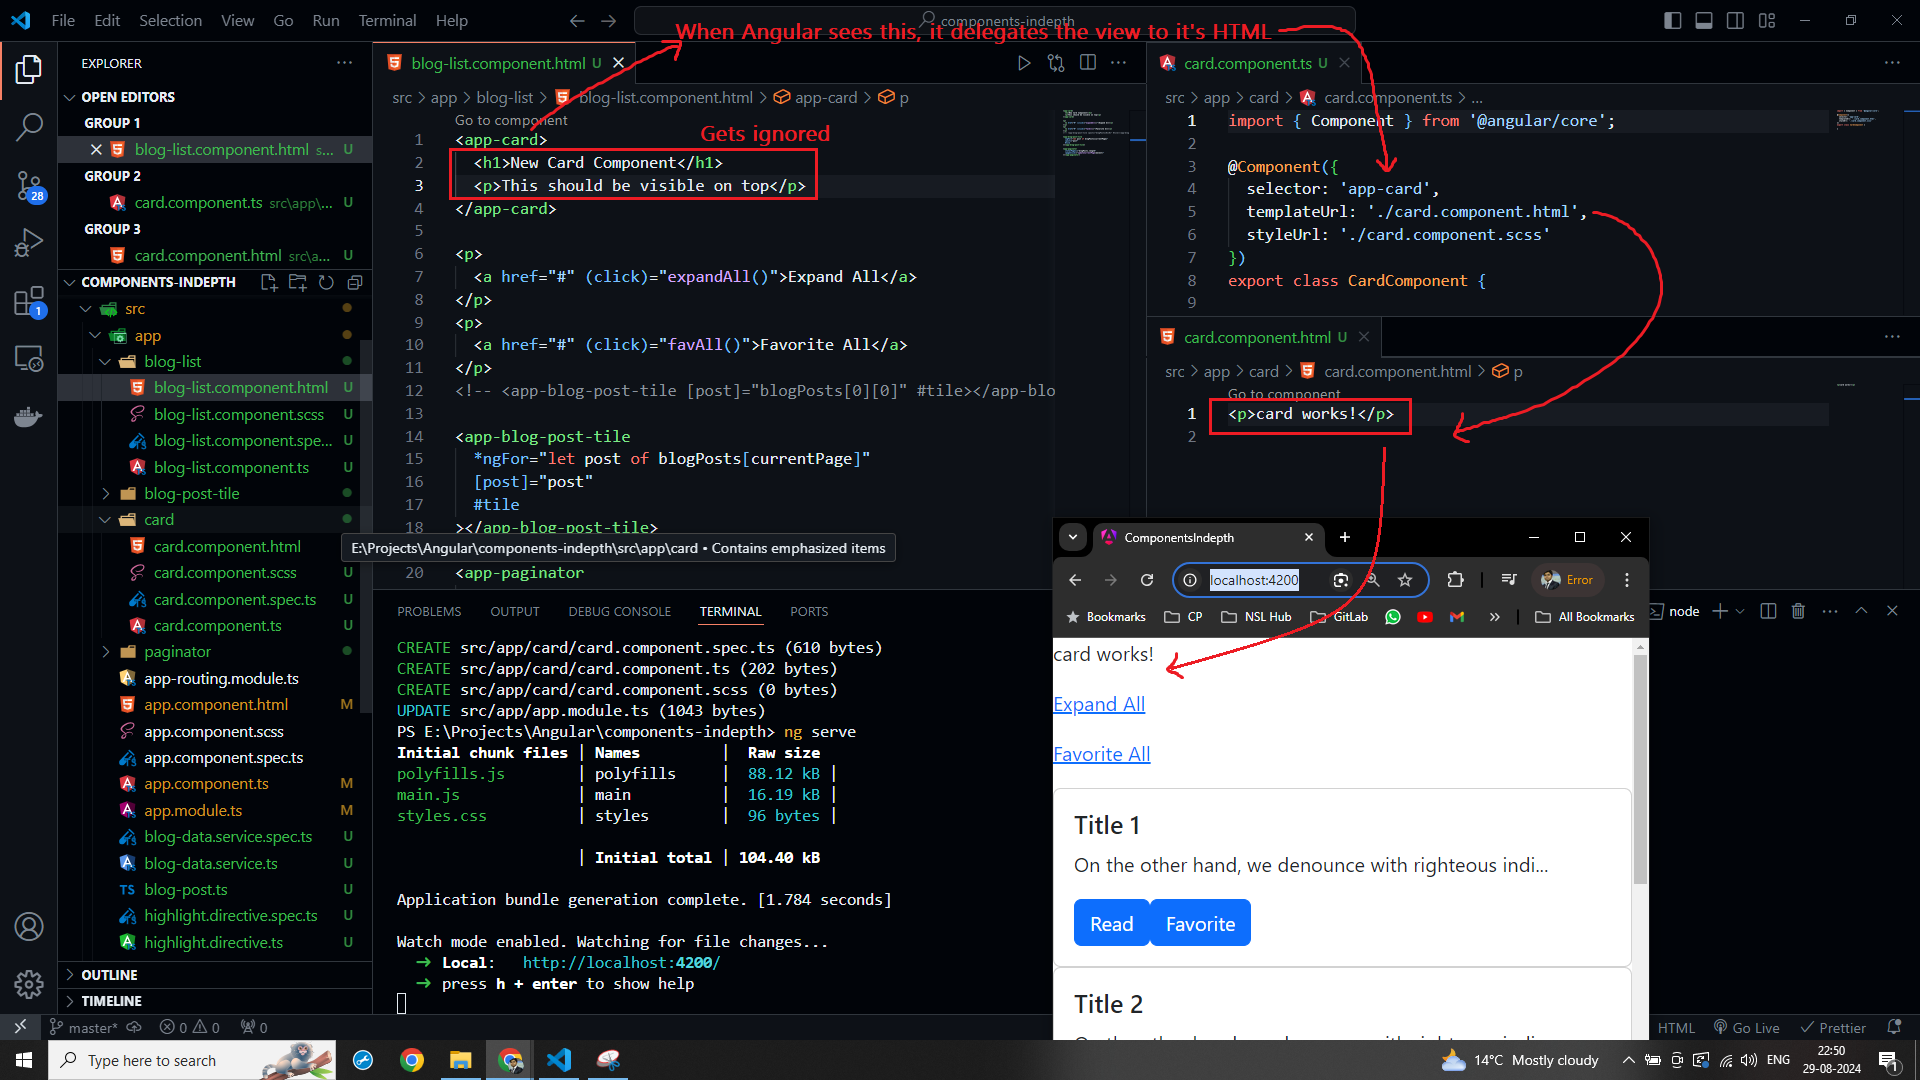 File Edit Selection View Go Run Terminal Help
components-indepth
When Angular sees this, it delegates the view to it's HTML
EXPLORER
OPEN EDITORS
GROUP 1
blog-list.component.html s... U
GROUP 2
card.component.ts src\app\... U
GROUP 3
card.component.html src\a... U
COMPONENTS-INDEPTH
src
app
blog-list
blog-list.component.html U
blog-list.component.scss U
blog-list.component.spe... U
blog-list.component.ts U
blog-post-tile
card
card.component.html
card.component.scss U
card.component.spec.ts U
card.component.ts U
paginator
app-routing.module.ts
app.component.html M
app.component.scss
app.component.spec.ts
app.component.ts M
app.module.ts M
blog-data.service.spec.ts U
blog-data.service.ts U
blog-post.ts U
highlight.directive.spec.ts U
highlight.directive.ts U
OUTLINE
TIMELINE
28
1
blog-list.component.html U
src > app > blog-list > blog-list.component.html > app-card > p
Go to component
Gets ignored
1 <app-card>
2 <h1>New Card Component</h1>
3 <p>This should be visible on top</p>
4 </app-card>
5
6 <p>
7 <a href="#" (click)="expandAll()">Expand All</a>
8 </p>
9 <p>
10 <a href="#" (click)="favAll()">Favorite All</a>
11 </p>
12 <!-- <app-blog-post-tile [post]="blogPosts[0][0]" #tile></app-blo
13
14 <app-blog-post-tile
15 *ngFor="let post of blogPosts[currentPage]"
16 [post]="post"
17 #tile
18 ></app-blog-post-tile>
E:\Projects\Angular\components-indepth\src\app\card • Contains emphasized items
20 <app-paginator
card.component.ts U
src > app > card > card.component.ts > ...
1 import { Component } from '@angular/core';
2
3 @Component({
4 selector: 'app-card',
5 templateUrl: './card.component.html',
6 styleUrl: './card.component.scss'
7 })
8 export class CardComponent {
9
card.component.html U
src > app > card > card.component.html > p
Go to component
1 <p>card works!</p>
2
PROBLEMS OUTPUT DEBUG CONSOLE TERMINAL PORTS
node
CREATE src/app/card/card.component.spec.ts (610 bytes)
CREATE src/app/card/card.component.ts (202 bytes)
CREATE src/app/card/card.component.scss (0 bytes)
UPDATE src/app/app.module.ts (1043 bytes)
PS E:\Projects\Angular\components-indepth> ng serve
Initial chunk files | Names | Raw size
polyfills.js | polyfills | 88.12 kB |
main.js | main | 16.19 kB |
styles.css | styles | 96 bytes |
| Initial total | 104.40 kB
Application bundle generation complete. [1.784 seconds]
Watch mode enabled. Watching for file changes...
→ Local: http://localhost:4200/
→ press h + enter to show help
ComponentsIndepth
localhost:4200
Error
Bookmarks CP NSL Hub GitLab » All Bookmarks
card works!
Expand All
Favorite All
Title 1
On the other hand, we denounce with righteous indi...
Read Favorite
Title 2
master* 0 0 0
HTML Go Live Prettier
Type here to search
14°C Mostly cloudy
ENG
22:50
29-08-2024
1